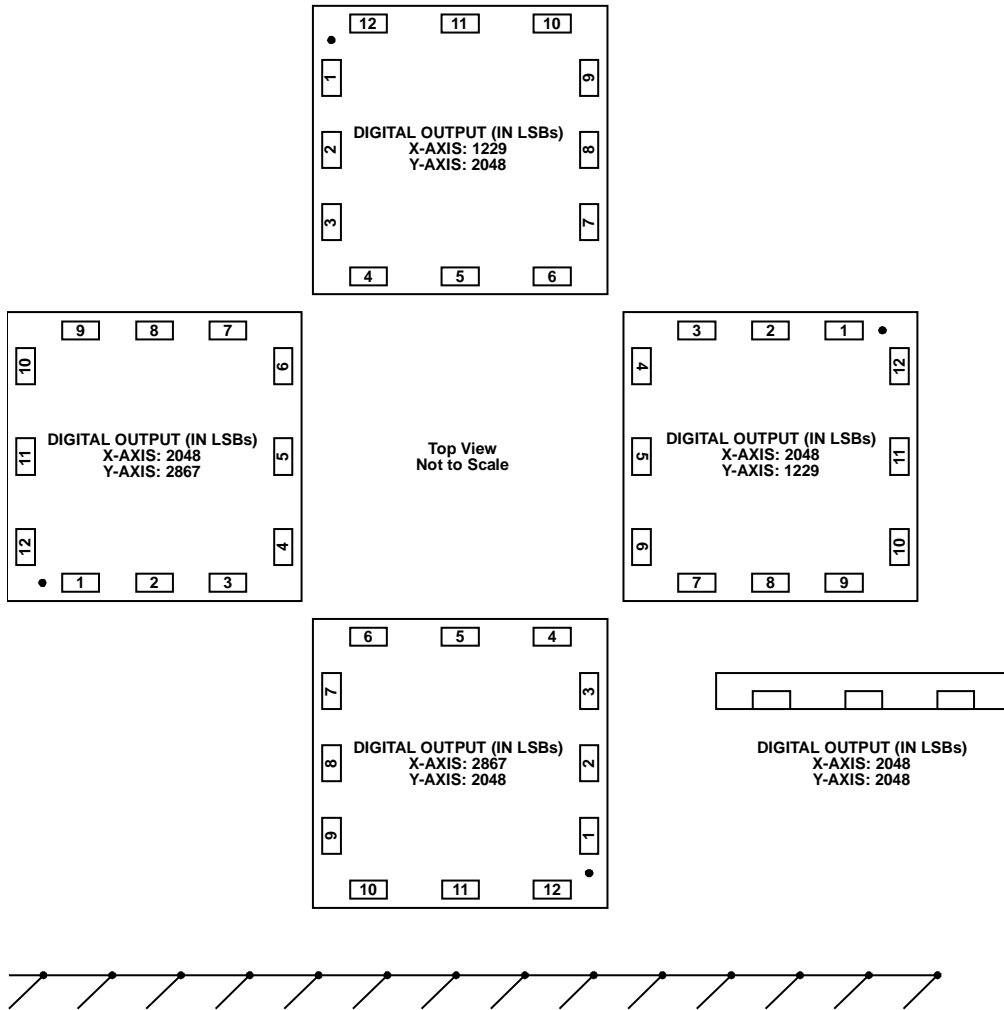 12 11 10
1
9
DIGITAL OUTPUT (IN LSBs)
2
8
X-AXIS: 1229
Y-AXIS: 2048
3
7
4 5 6
9 8 7
10
6
DIGITAL OUTPUT (IN LSBs)
11
5
X-AXIS: 2048
Y-AXIS: 2867
12
4
1 2 3
Top View
Not to Scale
3 2 1
4
12
DIGITAL OUTPUT (IN LSBs)
5
11
X-AXIS: 2048
Y-AXIS: 1229
6
10
7 8 9
6 5 4
7
3
DIGITAL OUTPUT (IN LSBs)
8
2
X-AXIS: 2867
Y-AXIS: 2048
9
1
10 11 12
DIGITAL OUTPUT (IN LSBs)
X-AXIS: 2048
Y-AXIS: 2048